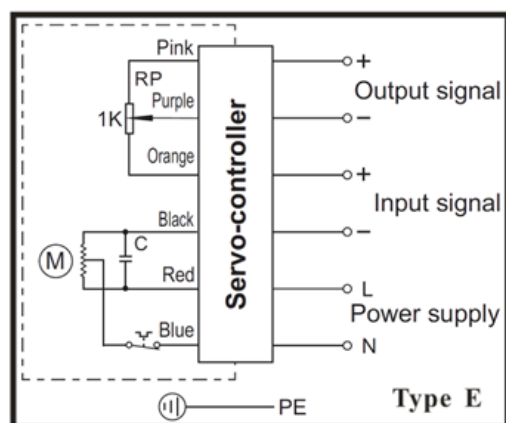 Pink
RP
1K
Purple
Orange
Black
C
M
Red
Blue
Servo-controller
+
Output signal
−
+
Input signal
−
L
Power supply
N
PE
Type E